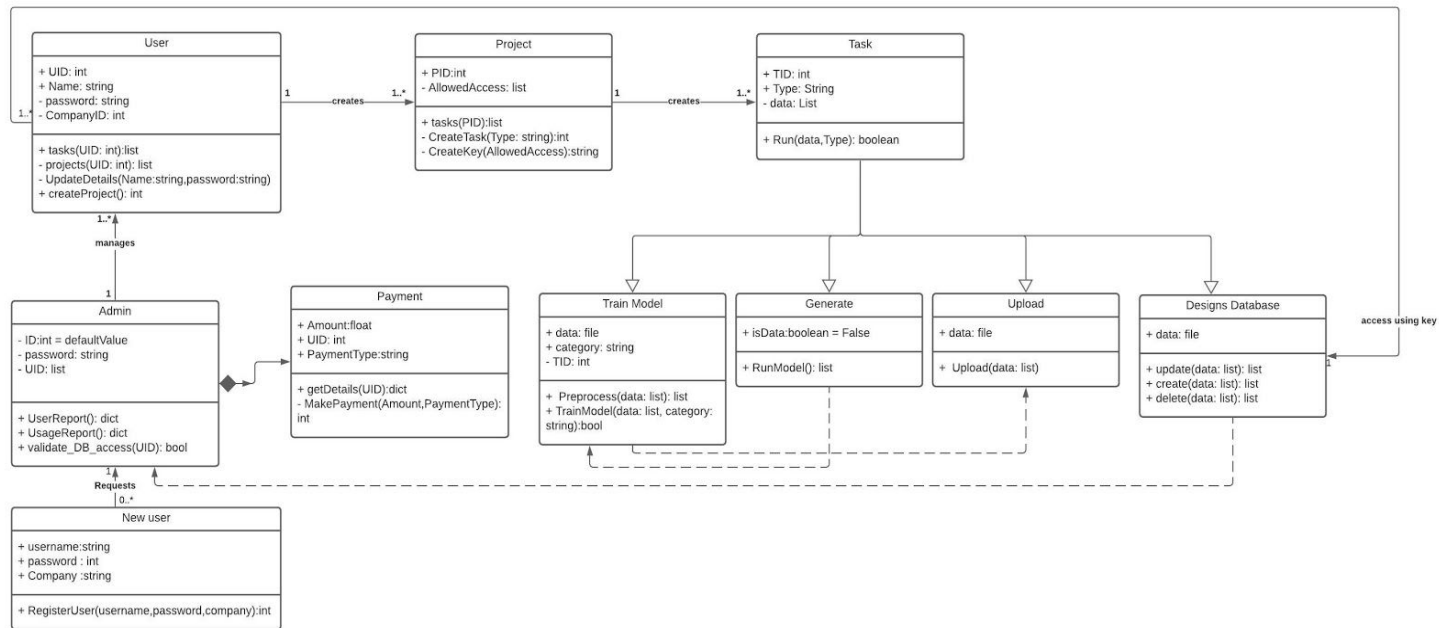 User
+ UID: int
+ Name: string
- password: string
- CompanyID: int
+ tasks(UID: int):list
- projects(UID: int): list
- UpdateDetails(Name:string,password:string)
+ createProject(): int
1..*
1
creates
1..*
Project
+ PID:int
- AllowedAccess: list
+ tasks(PID):list
- CreateTask(Type: string):int
- CreateKey(AllowedAccess):string
1
creates
1..*
Task
+ TID: int
+ Type: String
- data: List
+ Run(data,Type): boolean
1..*
manages
1
Admin
- ID:int = defaultValue
- password: string
- UID: list
+ UserReport(): dict
+ UsageReport(): dict
+ validate_DB_access(UID): bool
Payment
+ Amount:float
+ UID: int
+ PaymentType:string
+ getDetails(UID):dict
- MakePayment(Amount,PaymentType):
int
Train Model
+ data: file
+ category: string
- TID: int
+ Preprocess(data: list): list
+ TrainModel(data: list, category:
string):bool
Generate
+ isData:boolean = False
+ RunModel(): list
Upload
+ data: file
+ Upload(data: list)
Designs Database
+ data: file
+ update(data: list): list
+ create(data: list): list
+ delete(data: list): list
access using key
1
1
Requests
0..*
New user
+ username:string
+ password : int
+ Company :string
+ RegisterUser(username,password,company):int